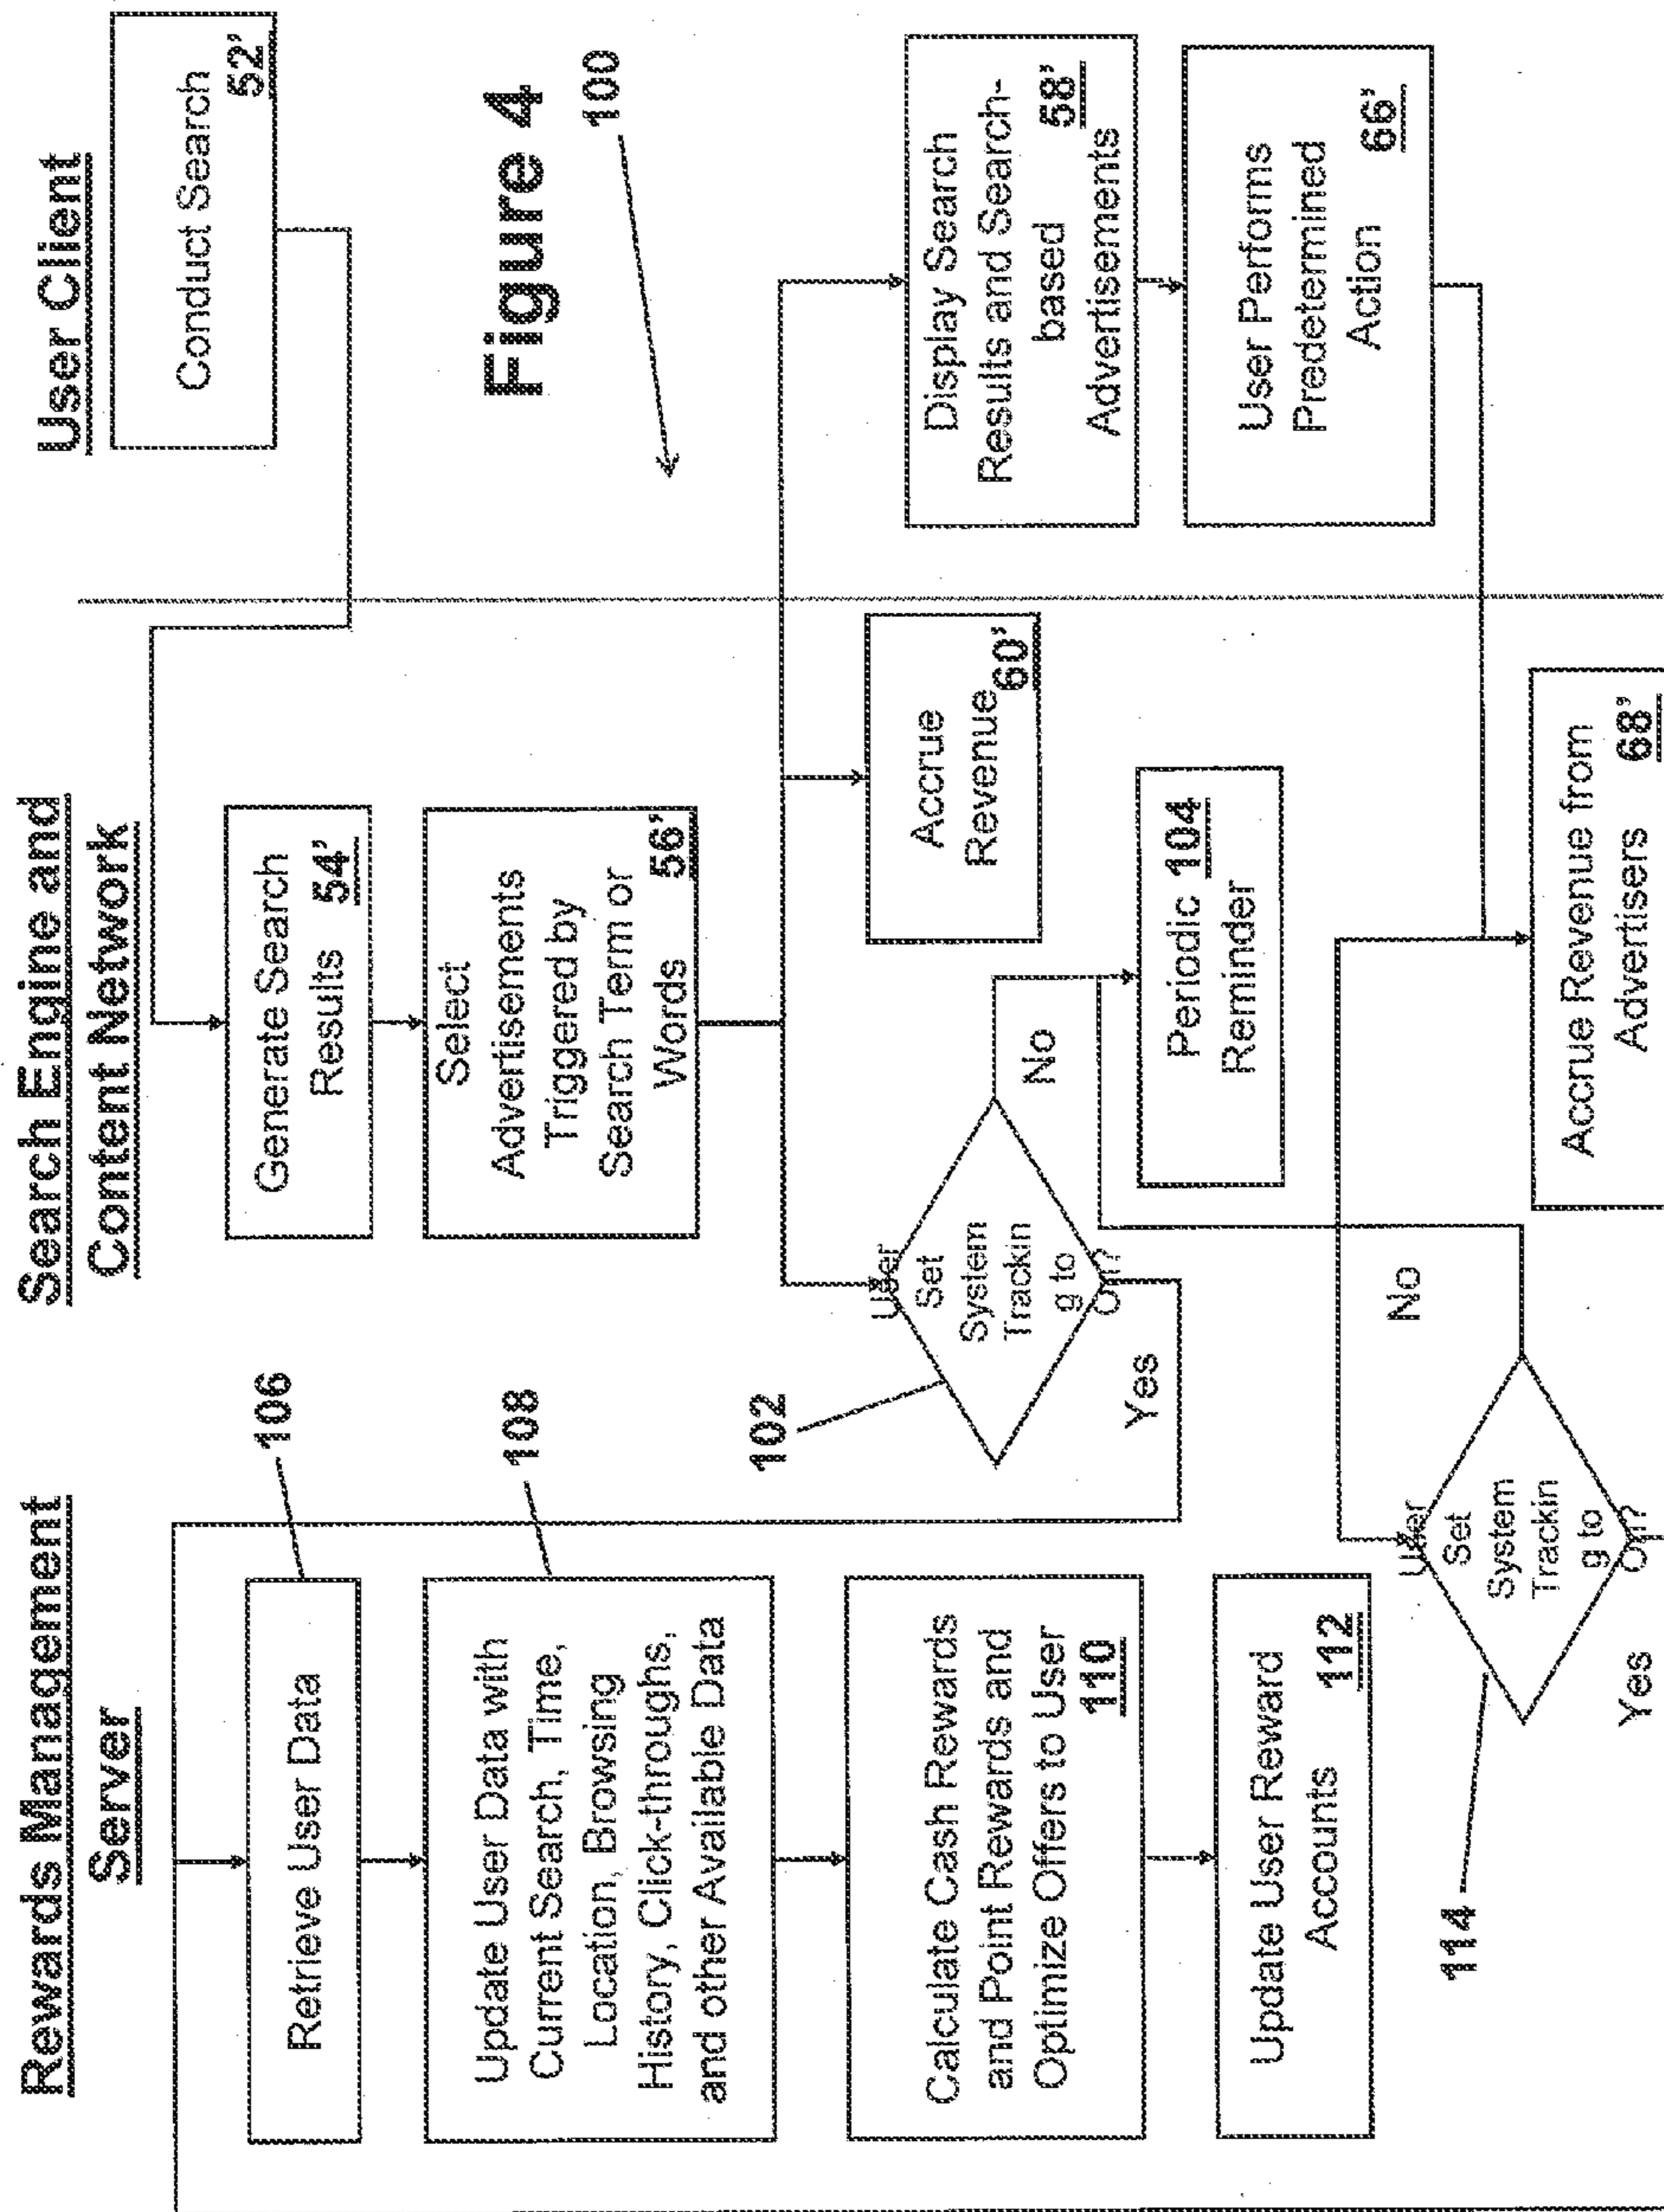 Rewards Management
Server
Search Engine and
Content Network
User Client
Conduct Search
52'
Figure 4
100
Generate Search
Results 54'
Select
Advertisements
Triggered by
Search Term or
Words 56'
Accrue
Revenue
60'
Display Search
Results and Search-
based
58'
Advertisements
User Performs
Predetermined
Action 66'
106
Retrieve User Data
108
Update User Data with
Current Search, Time,
Location, Browsing
History, Click-throughs,
and other Available Data
Calculate Cash Rewards
and Point Rewards and
Optimize Offers to User
110
Update User Reward
Accounts 112
102
User
Set
System
Trackin
g to
On?
No
Yes
Periodic 104
Reminder
114
User
Set
System
Trackin
g to
On?
No
Yes
Accrue Revenue from
Advertisers 68'